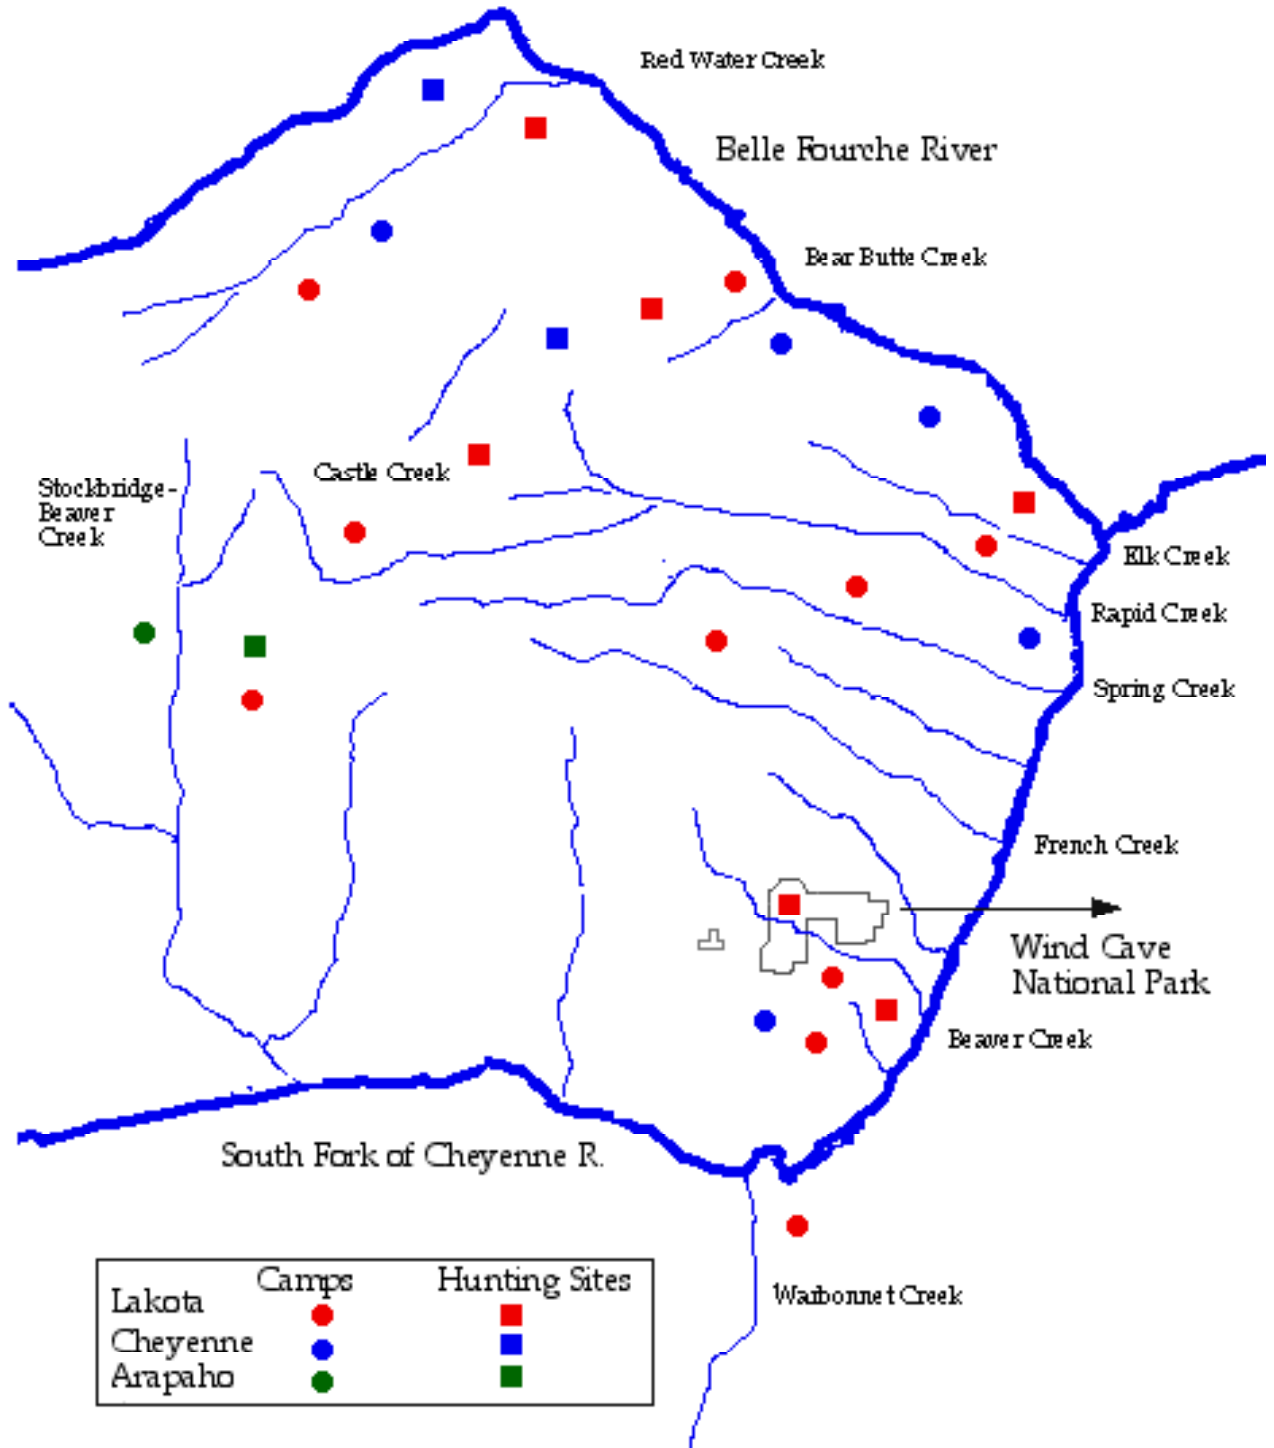 Red Water Creek
Belle Fourche River
Bear Butte Creek
Castle Creek
Stockbridge-
Beaver
Creek
Elk Creek
Rapid Creek
Spring Creek
French Creek
Wind Cave
National Park
Beaver Creek
South Fork of Cheyenne R.
Warbonnet Creek
Camps Hunting Sites
Lakota
Cheyenne
Arapaho